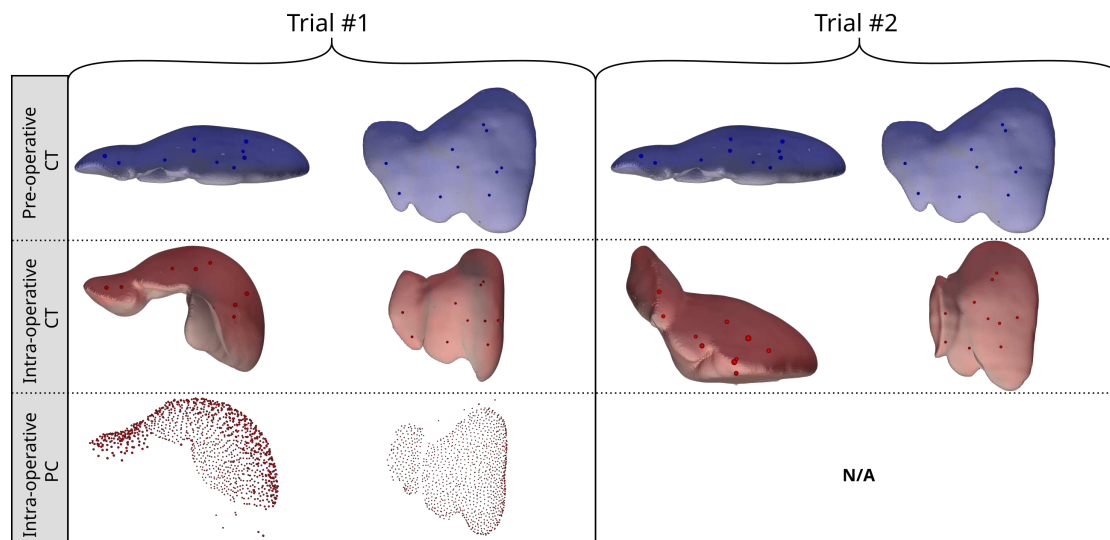 Trial #1
Trial #2
Pre-operative
CT
Intra-operative
CT
Intra-operative
PC
N/A